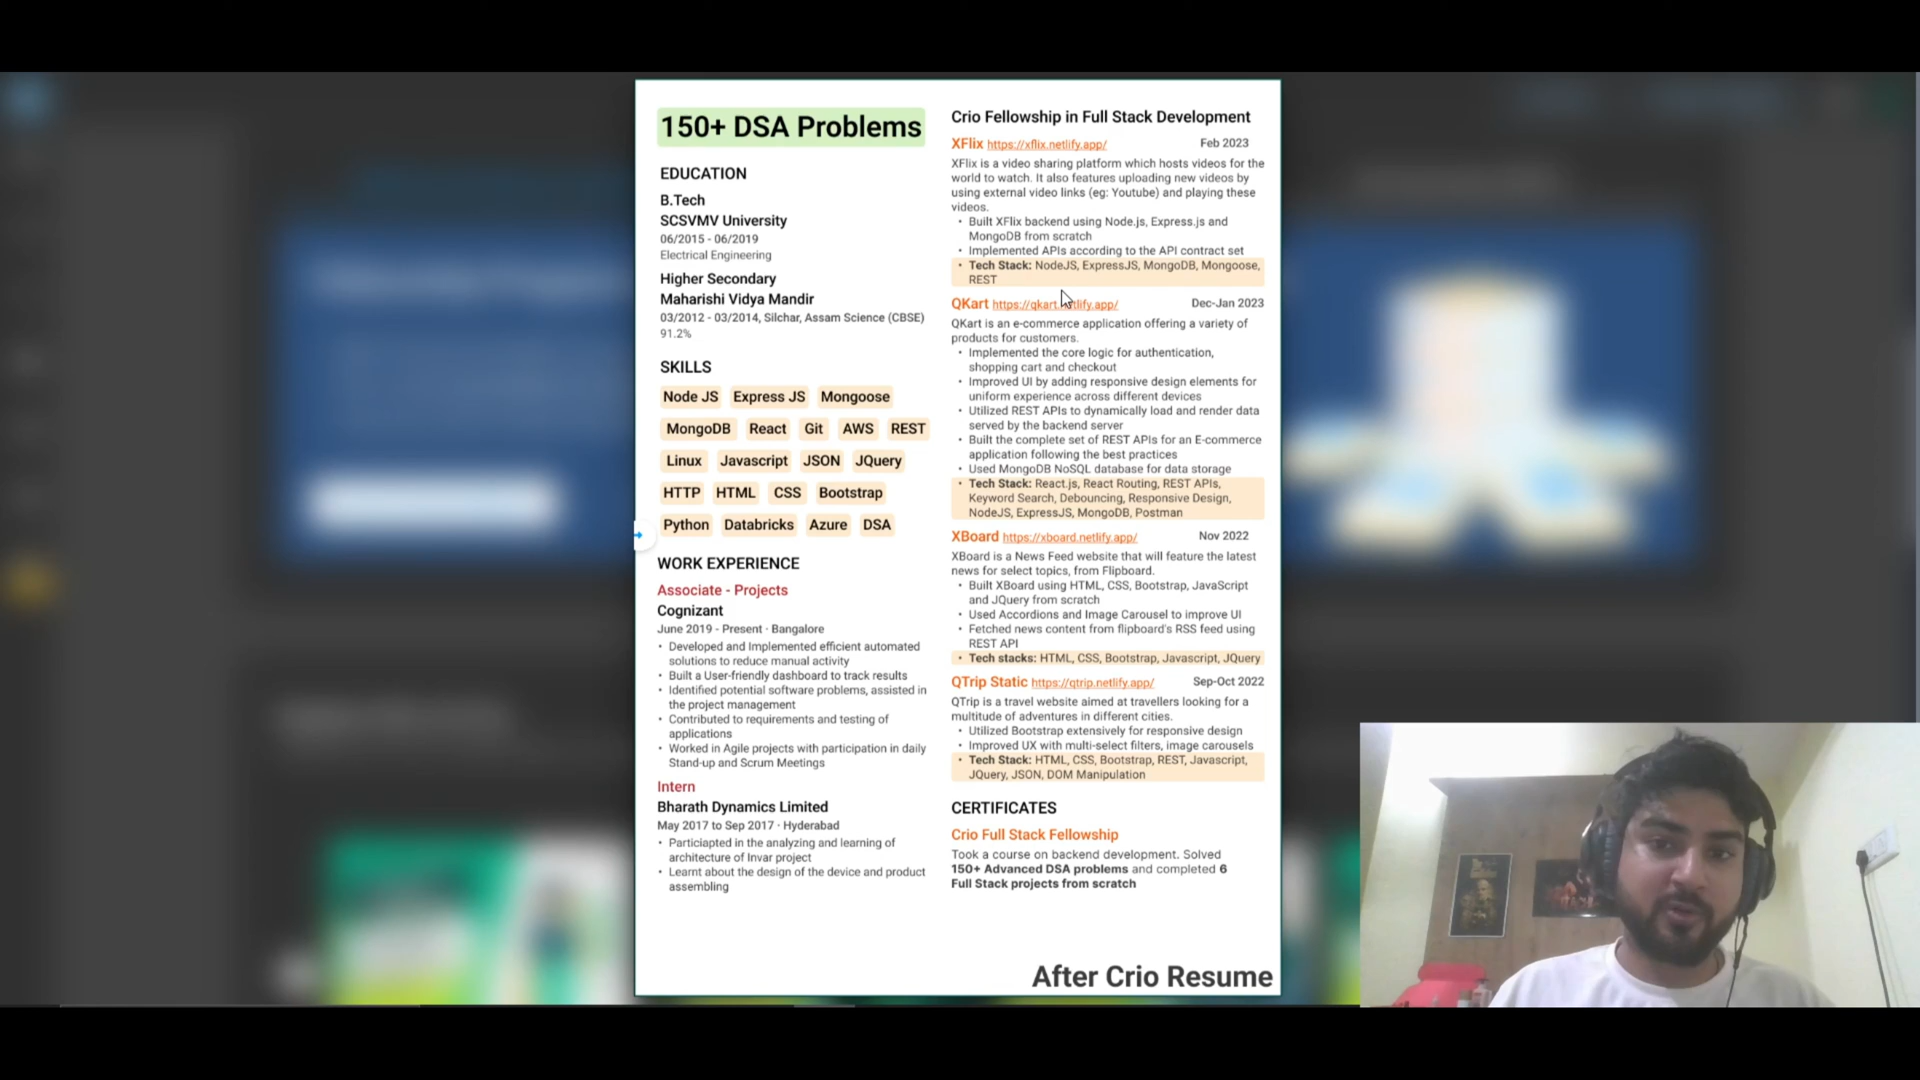 150+ DSA Problems
EDUCATION
B.Tech
SCSVMV University
06/2015 - 06/2019
Electrical Engineering
Higher Secondary
Maharishi Vidya Mandir
03/2012 - 03/2014, Silchar, Assam Science (CBSE)
91.2%
SKILLS
Node JS Express JS Mongoose
MongoDB React Git AWS REST
Linux Javascript JSON JQuery
HTTP HTML CSS Bootstrap
Python Databricks Azure DSA
WORK EXPERIENCE
Associate - Projects
Cognizant
June 2019 - Present · Bangalore
• Developed and Implemented efficient automated
solutions to reduce manual activity
• Built a User-friendly dashboard to track results
• Identified potential software problems, assisted in
the project management
• Contributed to requirements and testing of
applications
• Worked in Agile projects with participation in daily
Stand-up and Scrum Meetings
Intern
Bharath Dynamics Limited
May 2017 to Sep 2017 · Hyderabad
• Particiapted in the analyzing and learning of
architecture of Invar project
• Learnt about the design of the device and product
assembling
Crio Fellowship in Full Stack Development
XFlix https://xflix.netlify.app/ Feb 2023
XFlix is a video sharing platform which hosts videos for the
world to watch. It also features uploading new videos by
using external video links (eg: Youtube) and playing these
videos.
• Built XFlix backend using Node.js, Express.js and
MongoDB from scratch
• Implemented APIs according to the API contract set
• Tech Stack: NodeJS, ExpressJS, MongoDB, Mongoose,
REST
QKart https://qkart.netlify.app/ Dec-Jan 2023
QKart is an e-commerce application offering a variety of
products for customers.
• Implemented the core logic for authentication,
shopping cart and checkout
• Improved UI by adding responsive design elements for
uniform experience across different devices
• Utilized REST APIs to dynamically load and render data
served by the backend server
• Built the complete set of REST APIs for an E-commerce
application following the best practices
• Used MongoDB NoSQL database for data storage
• Tech Stack: React.js, React Routing, REST APIs,
Keyword Search, Debouncing, Responsive Design,
NodeJS, ExpressJS, MongoDB, Postman
XBoard https://xboard.netlify.app/ Nov 2022
XBoard is a News Feed website that will feature the latest
news for select topics, from Flipboard.
• Built XBoard using HTML, CSS, Bootstrap, JavaScript
and JQuery from scratch
• Used Accordions and Image Carousel to improve UI
• Fetched news content from flipboard's RSS feed using
REST API
• Tech stacks: HTML, CSS, Bootstrap, Javascript, JQuery
QTrip Static https://qtrip.netlify.app/ Sep-Oct 2022
QTrip is a travel website aimed at travellers looking for a
multitude of adventures in different cities.
• Utilized Bootstrap extensively for responsive design
• Improved UX with multi-select filters, image carousels
• Tech Stack: HTML, CSS, Bootstrap, REST, Javascript,
JQuery, JSON, DOM Manipulation
CERTIFICATES
Crio Full Stack Fellowship
Took a course on backend development. Solved
150+ Advanced DSA problems and completed 6
Full Stack projects from scratch
After Crio Resume